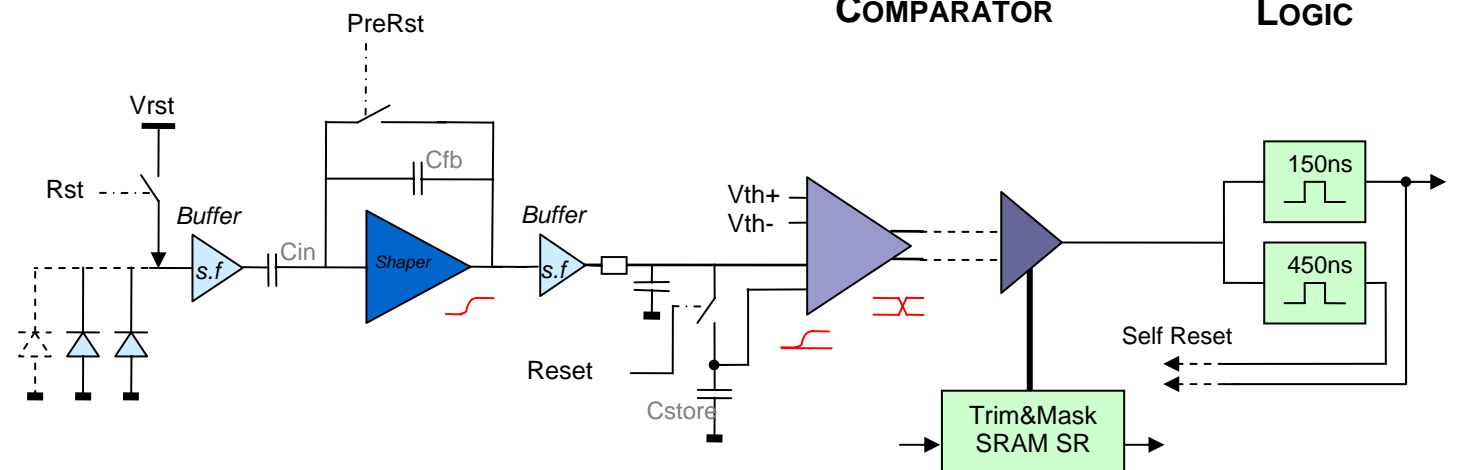 COMPARATOR
LOGIC
PreRst
Vrst
Rst
Buffer
s.f
Cin
Cfb
Shaper
Buffer
s.f
Vth+
Vth-
Reset
Cstore
150ns
450ns
Self Reset
Trim&Mask
SRAM SR